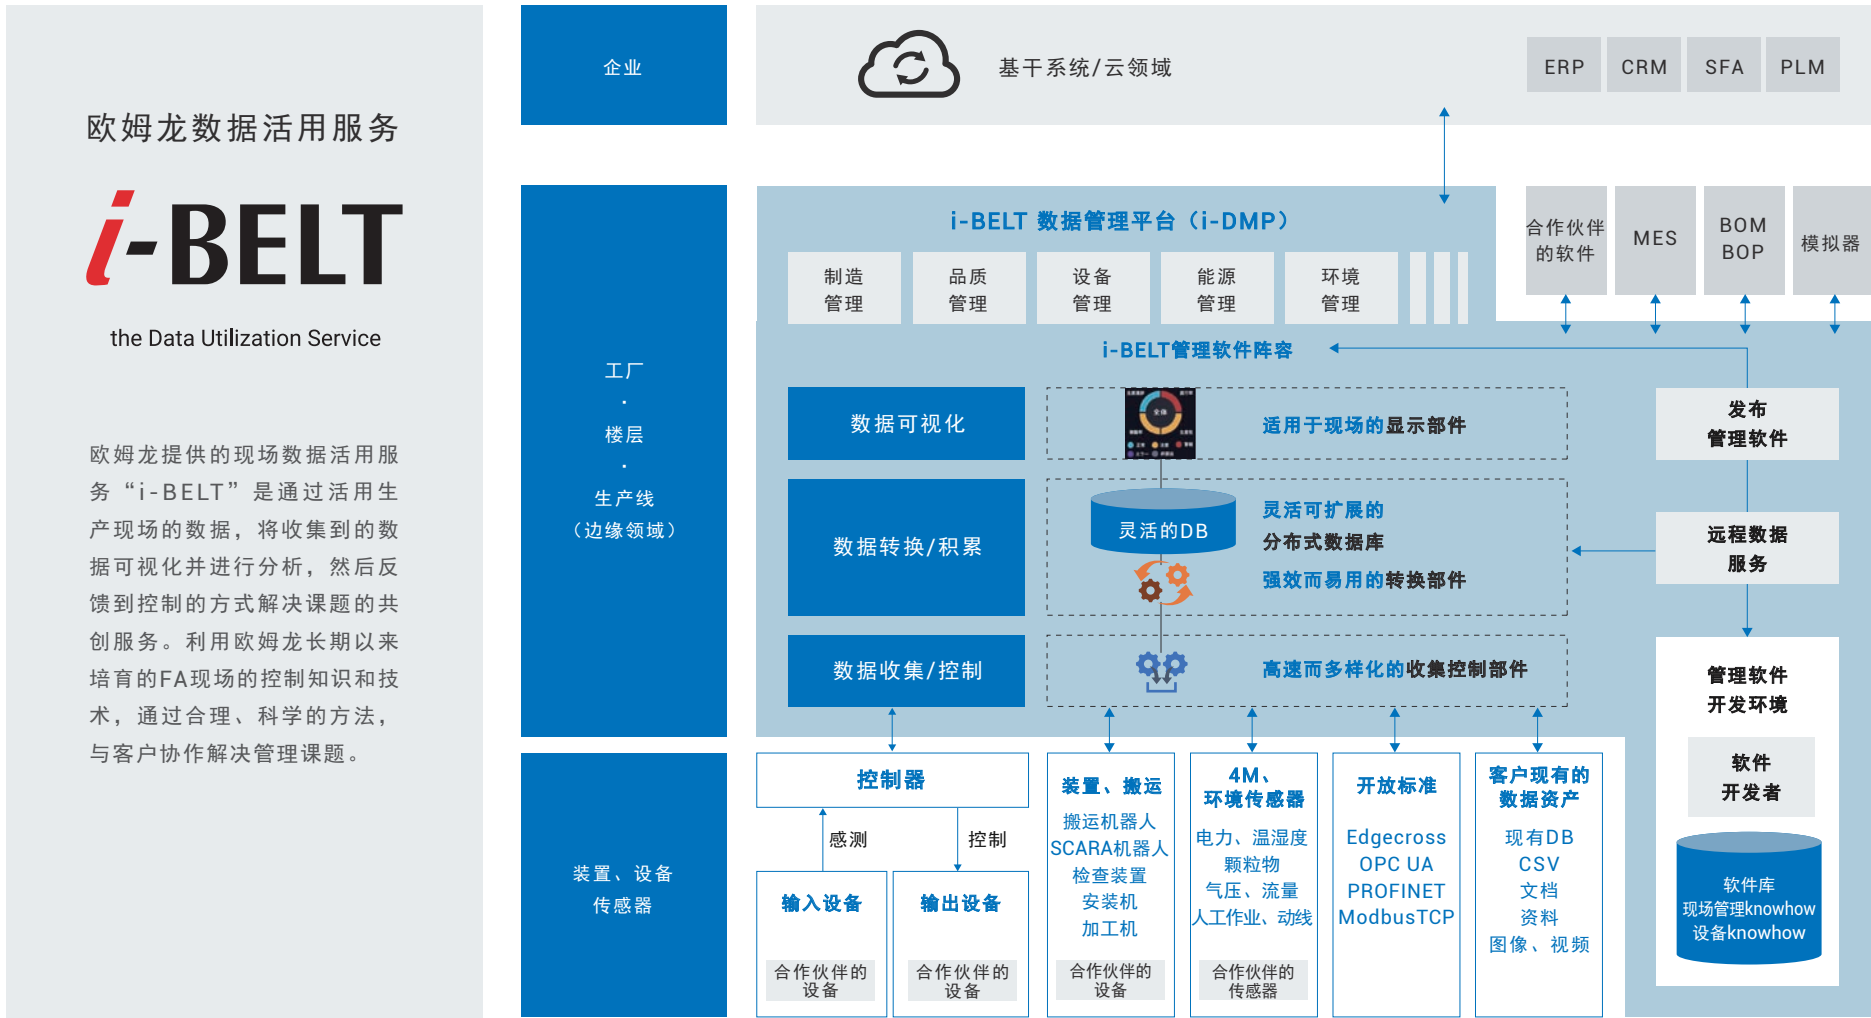 欧姆龙数据活用服务
i-BELT
the Data Utilization Service
欧姆龙提供的现场数据活用服
务“i-BELT”是通过活用生
产现场的数据，将收集到的数
据可视化并进行分析，然后反
馈到控制的方式解决课题的共
创服务。利用欧姆龙长期以来
培育的FA现场的控制知识和技
术，通过合理、科学的方法，
与客户协作解决管理课题。
企业
基干系统/云领域
ERP
CRM
SFA
PLM
工厂
·
楼层
·
生产线
（边缘领域）
i-BELT 数据管理平台（i-DMP）
制造
管理
品质
管理
设备
管理
能源
管理
环境
管理
合作伙伴
的软件
MES
BOM
BOP
模拟器
i-BELT管理软件阵容
数据可视化
全体
适用于现场的显示部件
数据转换/积累
灵活的DB
灵活可扩展的
分布式数据库
强效而易用的转换部件
数据收集/控制
高速而多样化的收集控制部件
发布
管理软件
远程数据
服务
管理软件
开发环境
软件
开发者
软件库
现场管理knowhow
设备knowhow
装置、设备
传感器
控制器
感测
控制
输入设备
合作伙伴的
设备
输出设备
合作伙伴的
设备
装置、搬运
搬运机器人
SCARA机器人
检查装置
安装机
加工机
合作伙伴的
设备
4M、
环境传感器
电力、温湿度
颗粒物
气压、流量
人工作业、动线
合作伙伴的
传感器
开放标准
Edgecross
OPC UA
PROFINET
ModbusTCP
客户现有的
数据资产
现有DB
CSV
文档
资料
图像、视频